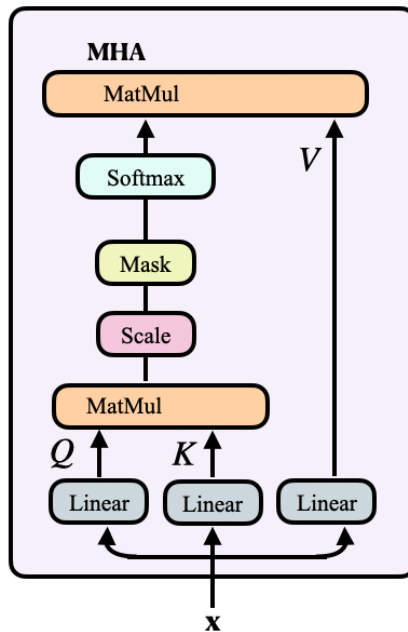 MHA
MatMul
V
Softmax
Mask
Scale
MatMul
Q K
Linear Linear Linear
x